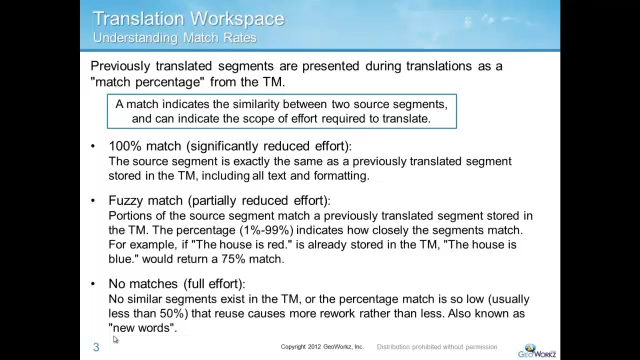 Translation Workspace
Understanding Match Rates
Previously translated segments are presented during translations as a
"match percentage" from the TM.
A match indicates the similarity between two source segments,
and can indicate the scope of effort required to translate.
• 100% match (significantly reduced effort):
The source segment is exactly the same as a previously translated segment
stored in the TM, including all text and formatting.
• Fuzzy match (partially reduced effort):
Portions of the source segment match a previously translated segment stored in
the TM. The percentage (1%-99%) indicates how closely the segments match.
For example, if "The house is red." is already stored in the TM, "The house is
blue." would return a 75% match.
• No matches (full effort):
No similar segments exist in the TM, or the percentage match is so low (usually
less than 50%) that reuse causes more rework rather than less. Also known as
"new words".
3
Copyright 2012 GeoWorkz, Inc. Distribution prohibited without permission
GeoWorkz